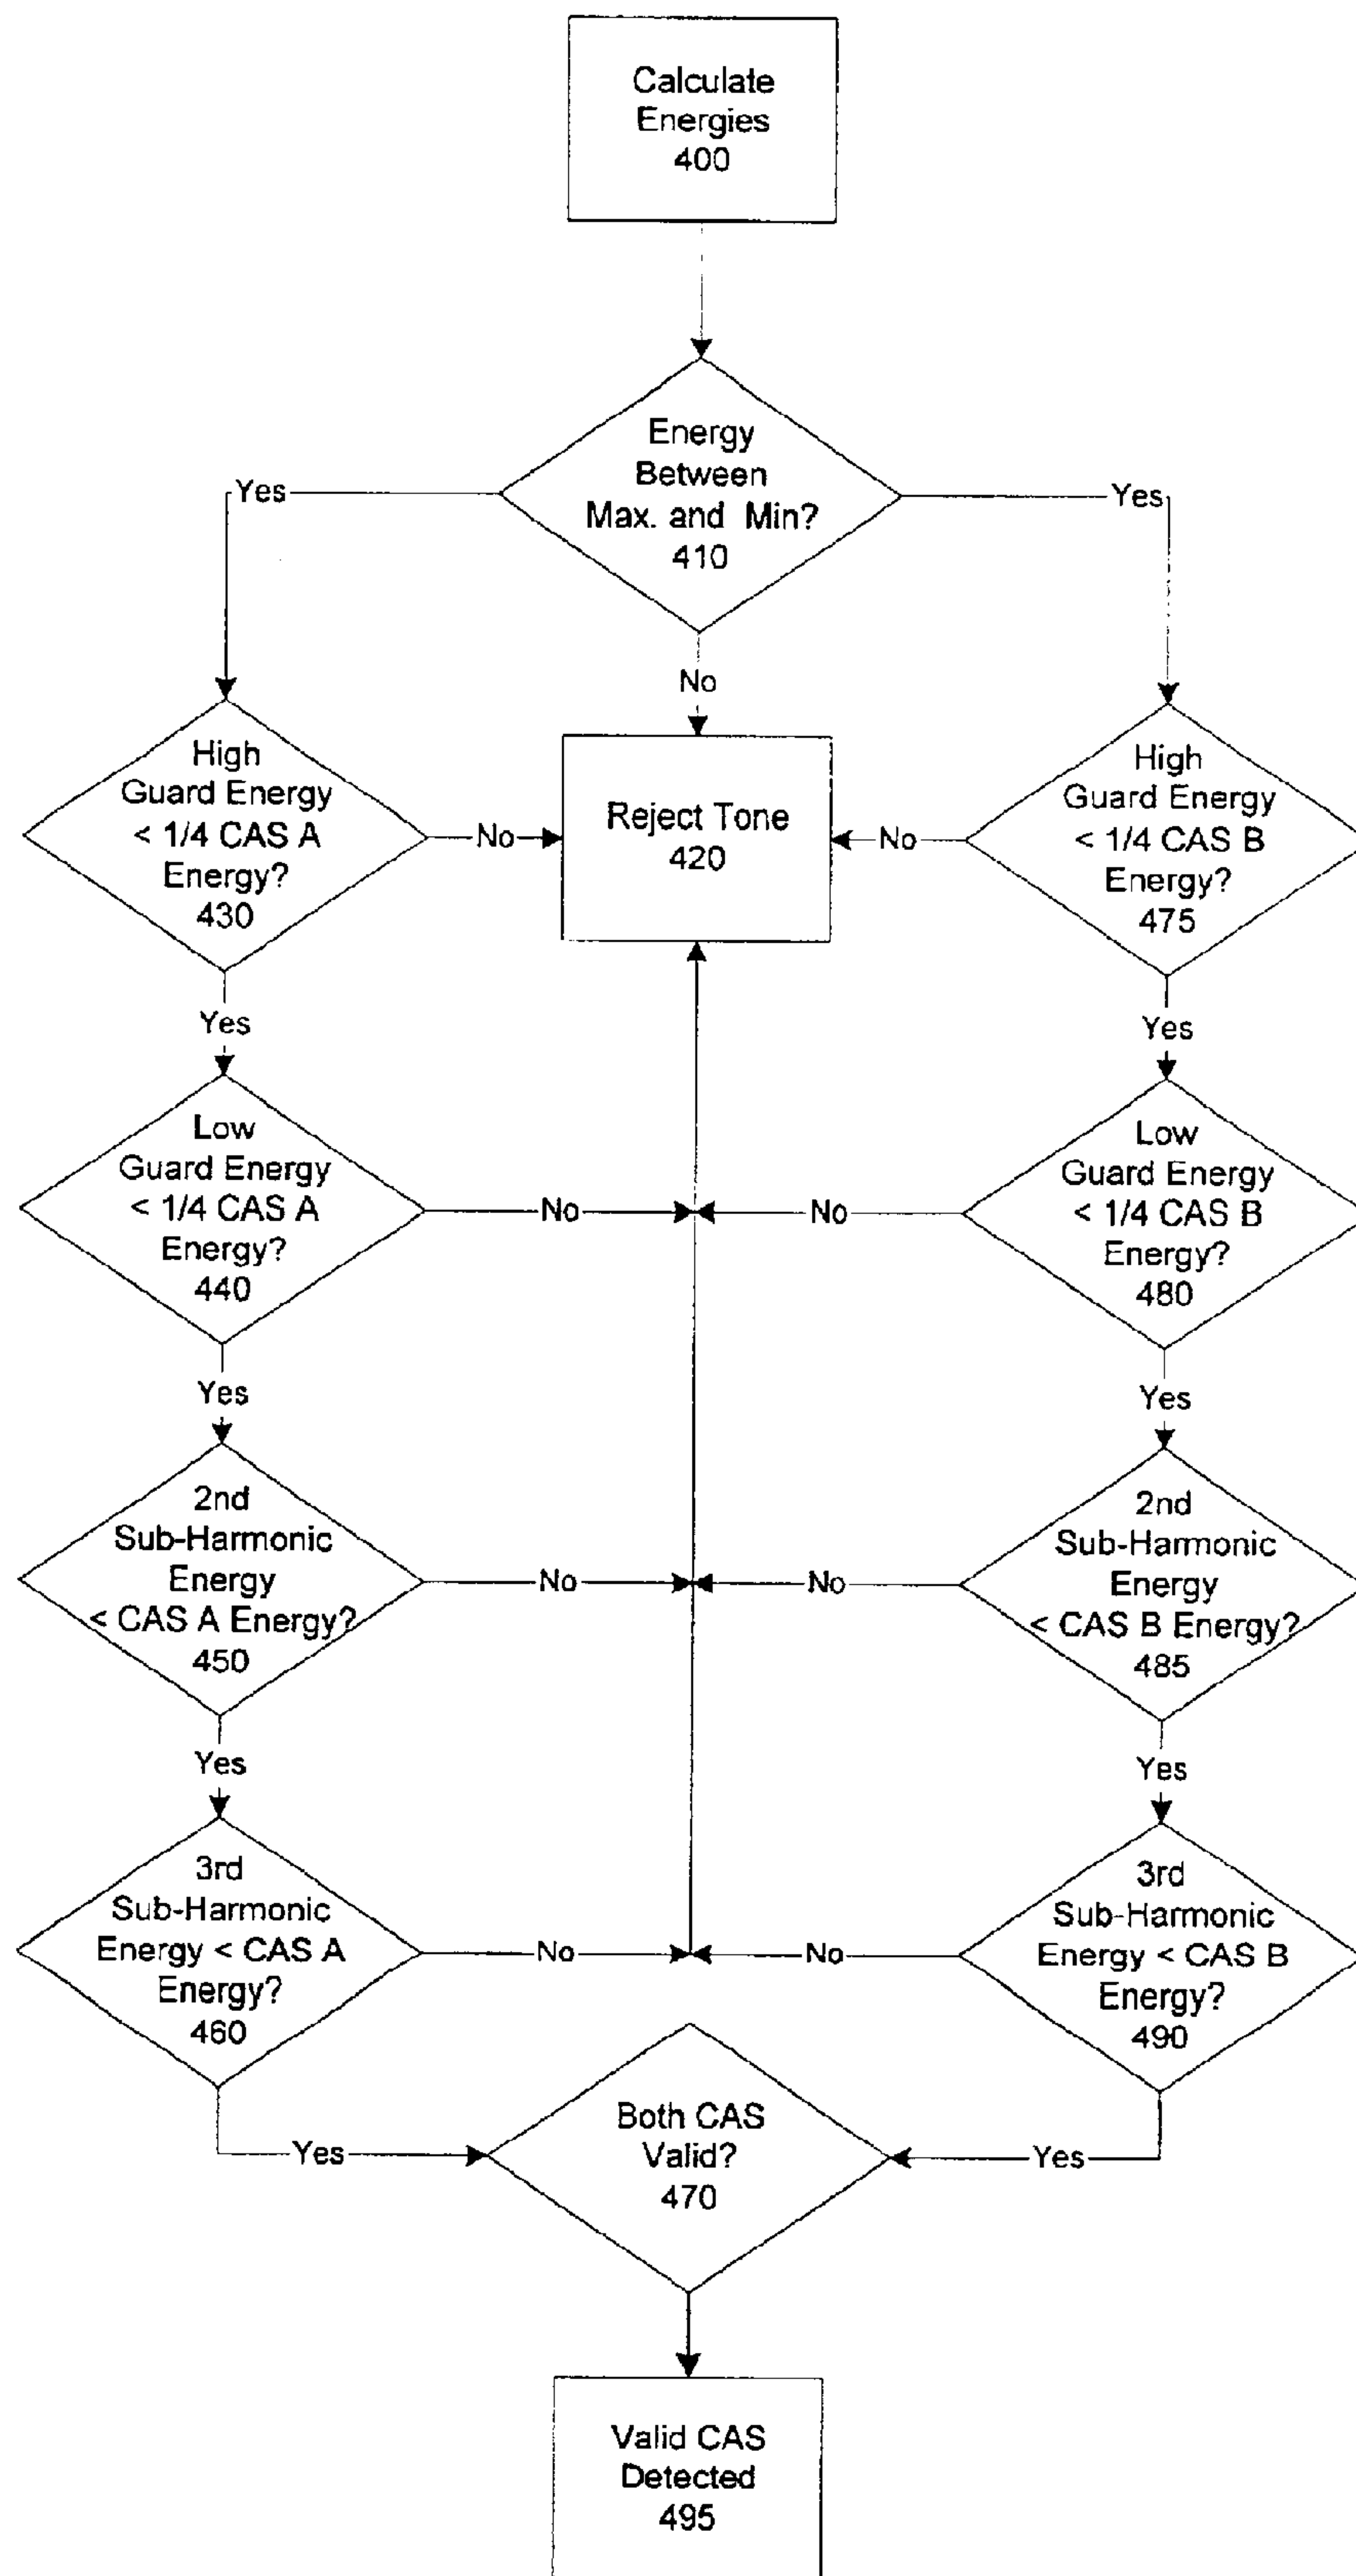 Calculate
Energies
400
Energy
Between
Max. and Min?
410
Yes
Yes
No
High
Guard Energy
< 1/4 CAS A
Energy?
430
No
Reject Tone
420
No
High
Guard Energy
< 1/4 CAS B
Energy?
475
Yes
Yes
Low
Guard Energy
< 1/4 CAS A
Energy?
440
No
No
Low
Guard Energy
< 1/4 CAS B
Energy?
480
Yes
Yes
2nd
Sub-Harmonic
Energy
< CAS A Energy?
450
No
No
2nd
Sub-Harmonic
Energy
< CAS B Energy?
485
Yes
Yes
3rd
Sub-Harmonic
Energy < CAS A
Energy?
460
No
No
3rd
Sub-Harmonic
Energy < CAS B
Energy?
490
Yes
Both CAS
Valid?
470
Yes
Valid CAS
Detected
495